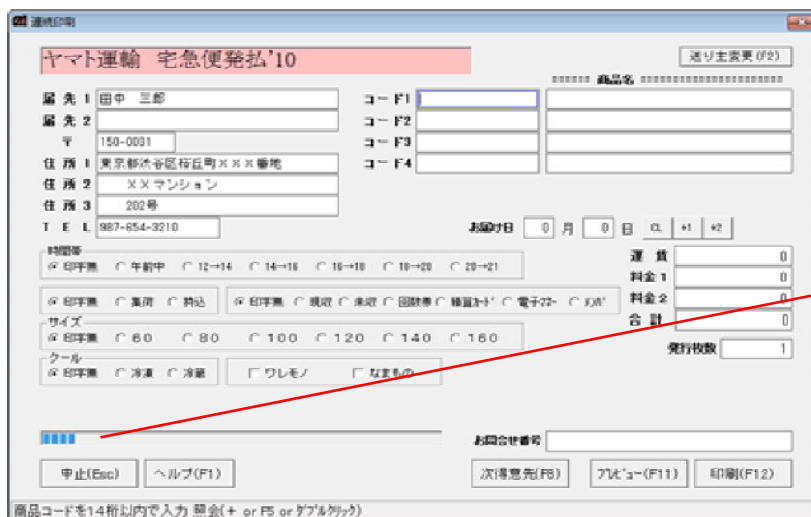 連続印刷
ヤマト運輸 宅急便発払'10
送り主変更(F2)
====== 商品名 ======================
届 先 1 田中 三郎 コード1
届 先 2 コード2
〒 150-0031 コード3
住 所 1 東京都渋谷区桜丘町×××番地 コード4
住 所 2 ××マンション
住 所 3 202号
T E L 987-654-3210 お届け日 0 月 0 日 CL *1 *2
時間帯 運 賃 0
印字無 午前中 12→14 14→16 16→18 18→20 20→21
料金1 0
印字無 集荷 持込 印字無 現収 未収 回数券 積算ｶｰﾄﾞ 電子ﾏﾈｰ ﾒﾝﾊﾞ 料金2 0
サイズ 合 計 0
印字無 60 80 100 120 140 160
クール 発行枚数 1
印字無 冷凍 冷蔵 ワレモノ なまもの
お問合せ番号
中止(Esc) ヘルプ(F1) 次得意先(F8) ﾌﾟﾚﾋﾞｭｰ(F11) 印刷(F12)
商品コードを14桁以内で入力 照会(+ or F5 or ﾀﾞﾌﾞﾙｸﾘｯｸ)